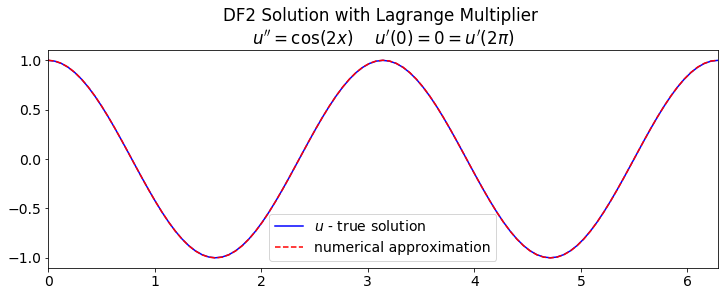 DF2 Solution with Lagrange Multiplier
u'' = cos(2x)  u'(0) = 0 = u'(2π)
1.0
0.5
0.0
−0.5
−1.0
u - true solution
numerical approximation
0 1 2 3 4 5 6